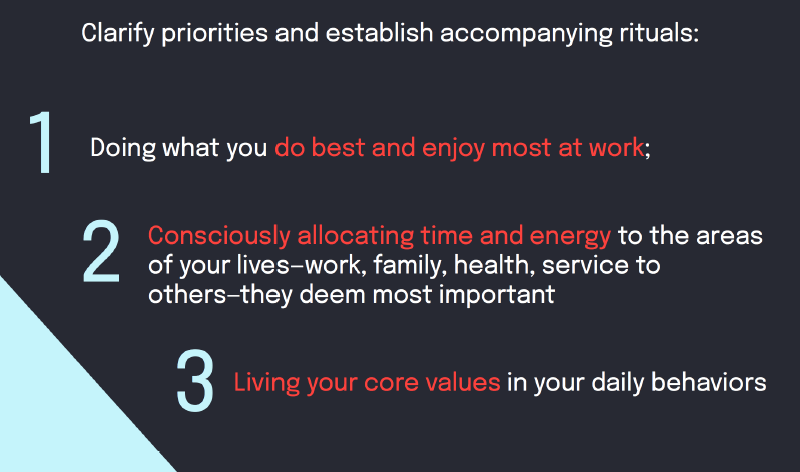 Clarify priorities and establish accompanying rituals:
1
Doing what you do best and enjoy most at work;
2
Consciously allocating time and energy to the areas
of your lives—work, family, health, service to
others—they deem most important
3
Living your core values in your daily behaviors